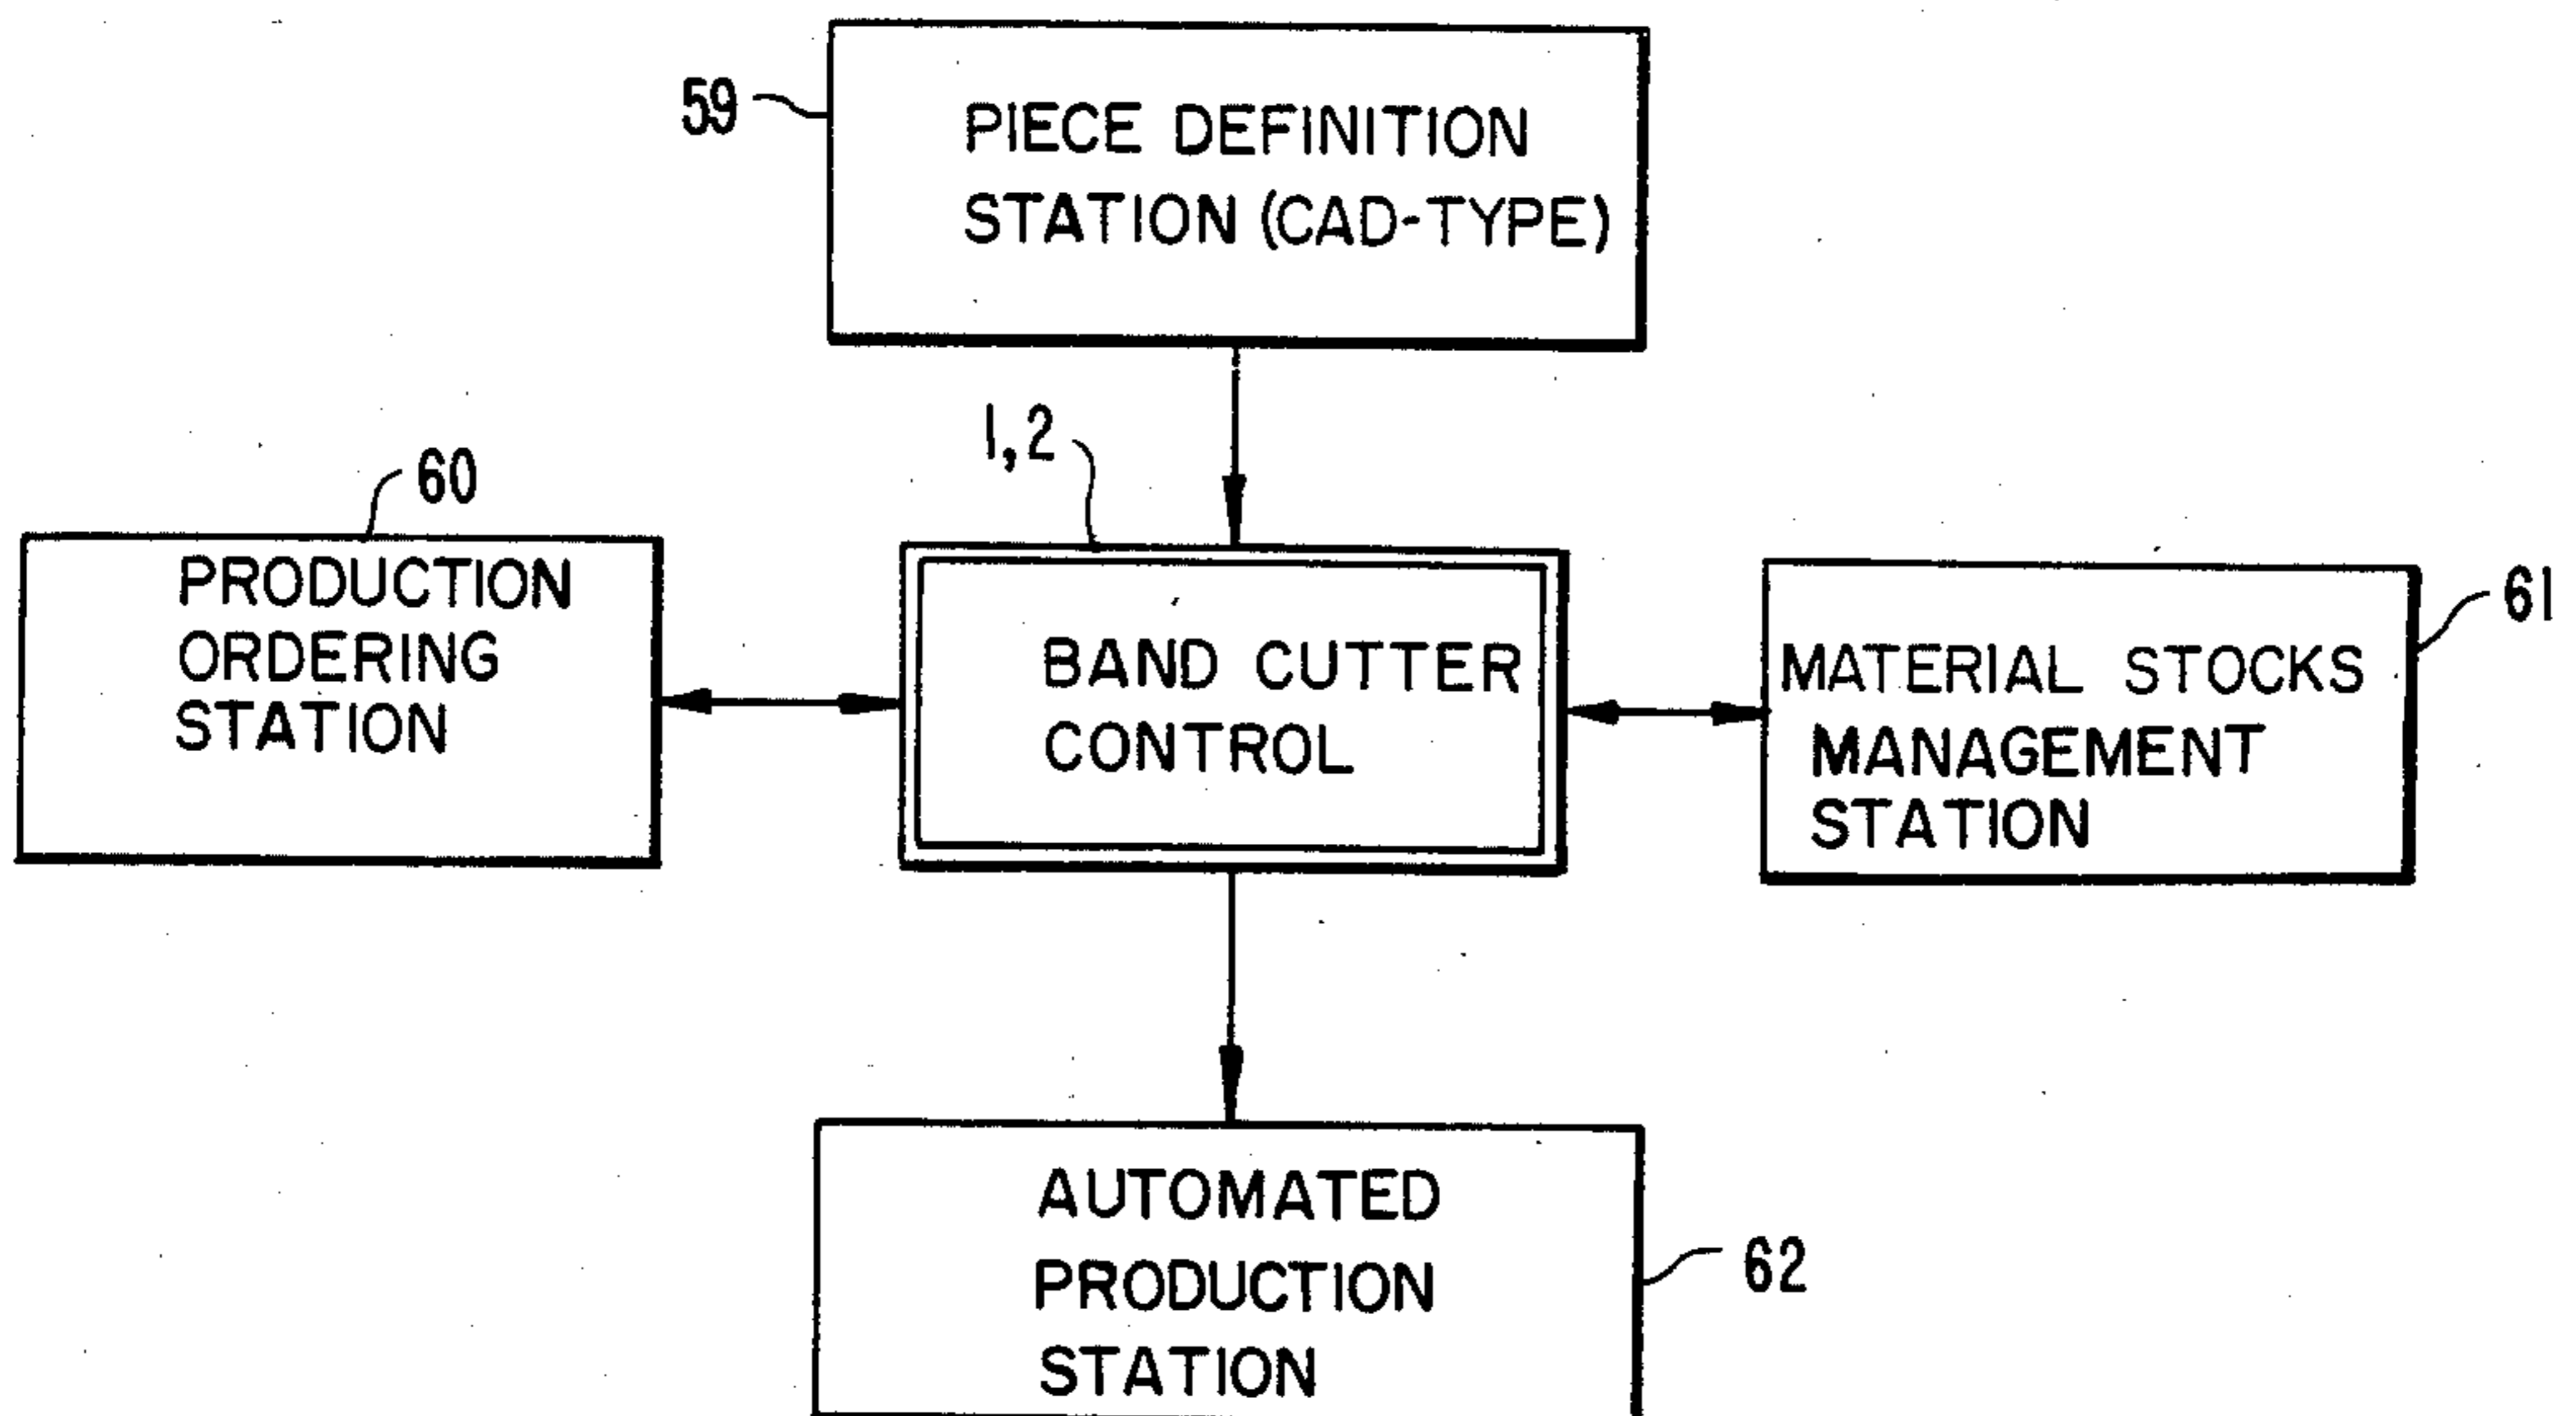 59
PIECE DEFINITION
STATION (CAD-TYPE)
1,2
60
PRODUCTION
ORDERING
STATION
BAND CUTTER
CONTROL
61
MATERIAL STOCKS
MANAGEMENT
STATION
AUTOMATED
PRODUCTION
STATION
62